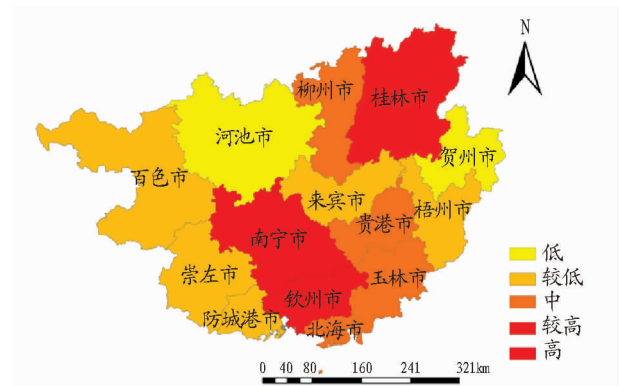 N
柳州市
桂林市
河池市
贺州市
百色市
来宾市
梧州市
贵港市
南宁市
崇左市
玉林市
钦州市
防城港市
北海市
低
较低
中
较高
高
0 40 80 160 241 321km